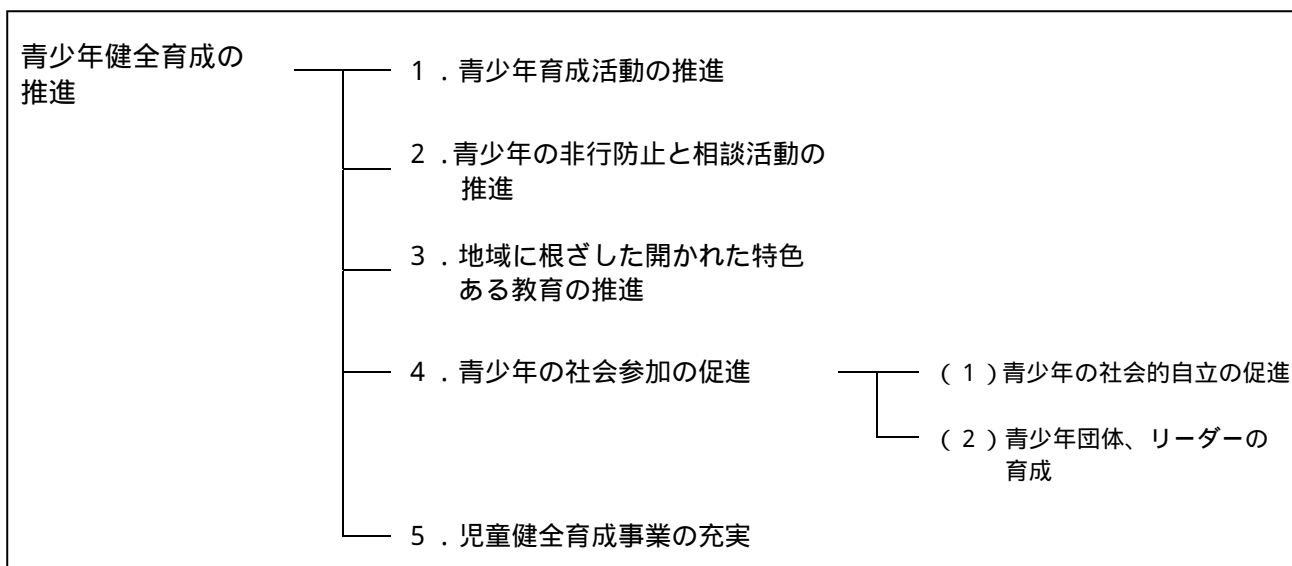 青少年健全育成の
推進
1 .青少年育成活動の推進
2 .青少年の非行防止と相談活動の
推進
3 .地域に根ざした開かれた特色
ある教育の推進
4 .青少年の社会参加の促進
(1)青少年の社会的自立の促進
(2)青少年団体、リーダーの
育成
5 .児童健全育成事業の充実